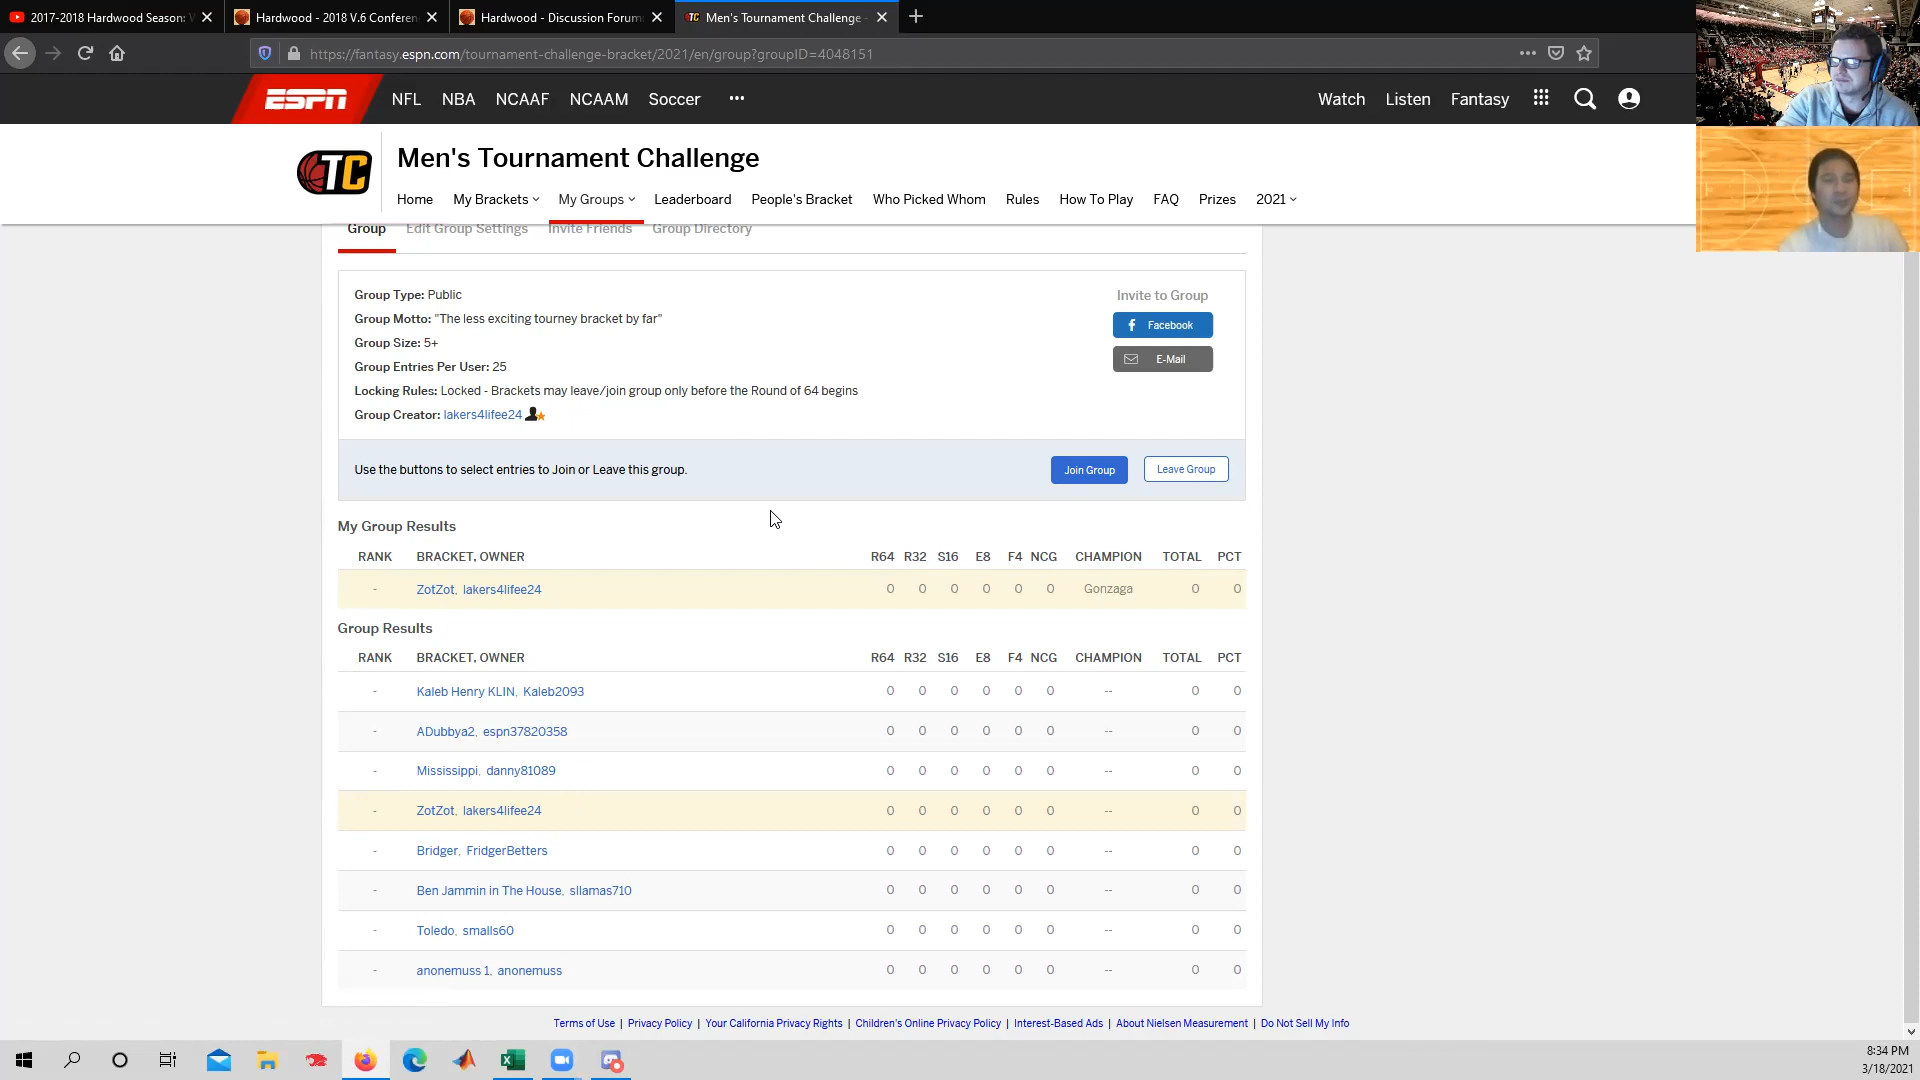 2017-2018 Hardwood Season:
Hardwood - 2018 V.6 Conferen
Hardwood - Discussion Forum
TC Men's Tournament Challenge -
https://fantasy.espn.com/tournament-challenge-bracket/2021/en/group?groupID=4048151
ESPN NFL NBA NCAAF NCAAM Soccer ••• Watch Listen Fantasy
TC
Men's Tournament Challenge
Home My Brackets My Groups Leaderboard People's Bracket Who Picked Whom Rules How To Play FAQ Prizes 2021
Group Edit Group Settings Invite Friends Group Directory
Group Type: Public
Group Motto: "The less exciting tourney bracket by far"
Group Size: 5+
Group Entries Per User: 25
Locking Rules: Locked - Brackets may leave/join group only before the Round of 64 begins
Group Creator: lakers4lifee24
Invite to Group
Facebook
E-Mail
Use the buttons to select entries to Join or Leave this group. Join Group Leave Group
My Group Results
RANK BRACKET, OWNER R64 R32 S16 E8 F4 NCG CHAMPION TOTAL PCT
- ZotZot, lakers4lifee24 0 0 0 0 0 0 Gonzaga 0 0
Group Results
RANK BRACKET, OWNER R64 R32 S16 E8 F4 NCG CHAMPION TOTAL PCT
- Kaleb Henry KLIN, Kaleb2093 0 0 0 0 0 0 -- 0 0
- ADubbya2, espn37820358 0 0 0 0 0 0 -- 0 0
- Mississippi, danny81089 0 0 0 0 0 0 -- 0 0
- ZotZot, lakers4lifee24 0 0 0 0 0 0 -- 0 0
- Bridger, FridgerBetters 0 0 0 0 0 0 -- 0 0
- Ben Jammin in The House, sllamas710 0 0 0 0 0 0 -- 0 0
- Toledo, smalls60 0 0 0 0 0 0 -- 0 0
- anonemuss 1, anonemuss 0 0 0 0 0 0 -- 0 0
Terms of Use | Privacy Policy | Your California Privacy Rights | Children's Online Privacy Policy | Interest-Based Ads | About Nielsen Measurement | Do Not Sell My Info
8:34 PM
3/18/2021